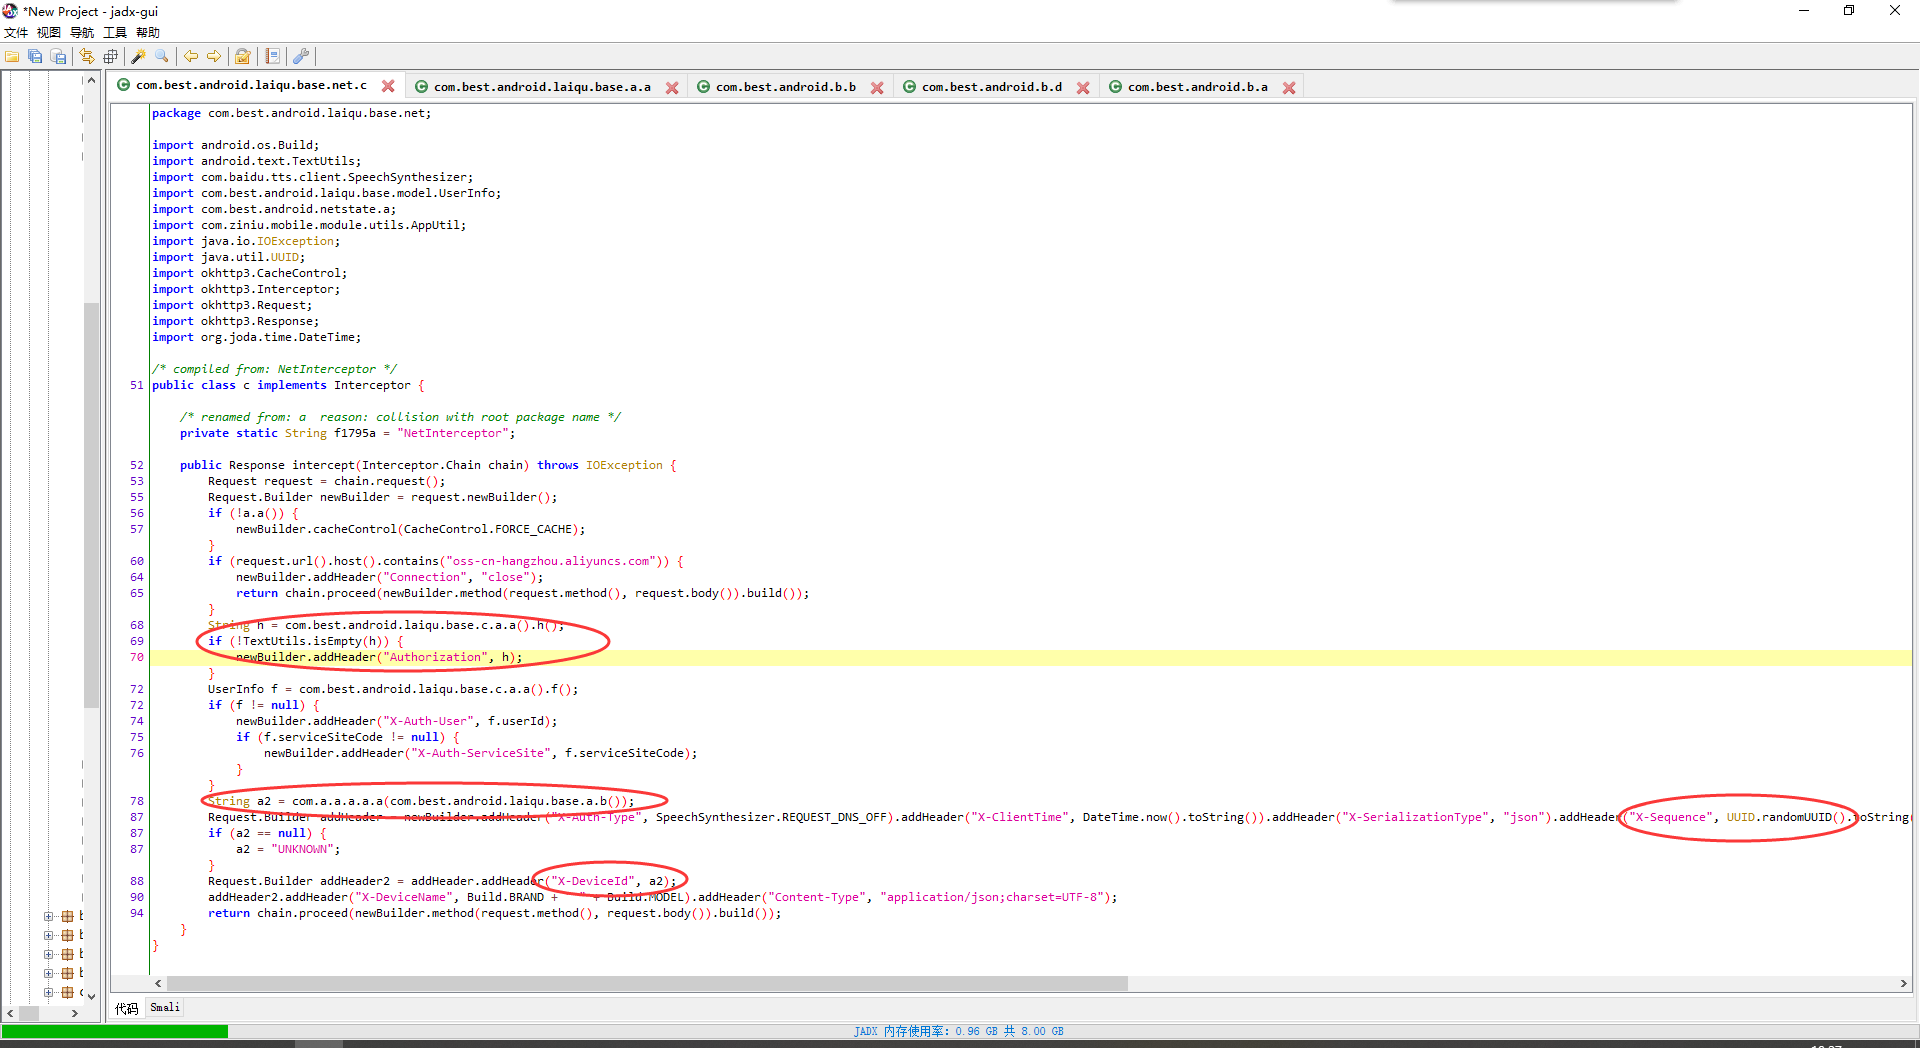 *New Project - jadx-gui
文件 视图 导航 工具 帮助
com.best.android.laiqu.base.net.c com.best.android.laiqu.base.a.a com.best.android.b.b com.best.android.b.d com.best.android.b.a
package com.best.android.laiqu.base.net;
import android.os.Build;
import android.text.TextUtils;
import com.baidu.tts.client.SpeechSynthesizer;
import com.best.android.laiqu.base.model.UserInfo;
import com.best.android.netstate.a;
import com.ziniu.mobile.module.utils.AppUtil;
import java.io.IOException;
import java.util.UUID;
import okhttp3.CacheControl;
import okhttp3.Interceptor;
import okhttp3.Request;
import okhttp3.Response;
import org.joda.time.DateTime;
/* compiled from: NetInterceptor */
51 public class c implements Interceptor {
/* renamed from: a  reason: collision with root package name */
private static String f1795a = "NetInterceptor";
52 public Response intercept(Interceptor.Chain chain) throws IOException {
53 Request request = chain.request();
55 Request.Builder newBuilder = request.newBuilder();
56 if (!a.a()) {
57 newBuilder.cacheControl(CacheControl.FORCE_CACHE);
}
60 if (request.url().host().contains("oss-cn-hangzhou.aliyuncs.com")) {
64 newBuilder.addHeader("Connection", "close");
65 return chain.proceed(newBuilder.method(request.method(), request.body()).build());
}
68 String h = com.best.android.laiqu.base.c.a.a().h();
69 if (!TextUtils.isEmpty(h)) {
70 newBuilder.addHeader("Authorization", h);
}
72 UserInfo f = com.best.android.laiqu.base.c.a.a().f();
72 if (f != null) {
74 newBuilder.addHeader("X-Auth-User", f.userId);
75 if (f.serviceSiteCode != null) {
76 newBuilder.addHeader("X-Auth-ServiceSite", f.serviceSiteCode);
}
}
78 String a2 = com.a.a.a.a.a(com.best.android.laiqu.base.a.b());
87 Request.Builder addHeader = newBuilder.addHeader("X-Auth-Type", SpeechSynthesizer.REQUEST_DNS_OFF).addHeader("X-ClientTime", DateTime.now().toString()).addHeader("X-SerializationType", "json").addHeader("X-Sequence", UUID.randomUUID().toString(
87 if (a2 == null) {
87 a2 = "UNKNOWN";
}
88 Request.Builder addHeader2 = addHeader.addHeader("X-DeviceId", a2);
90 addHeader2.addHeader("X-DeviceName", Build.BRAND + " " + Build.MODEL).addHeader("Content-Type", "application/json;charset=UTF-8");
94 return chain.proceed(newBuilder.method(request.method(), request.body()).build());
}
}
代码 Smali
JADX 内存使用率: 0.96 GB 共 8.00 GB